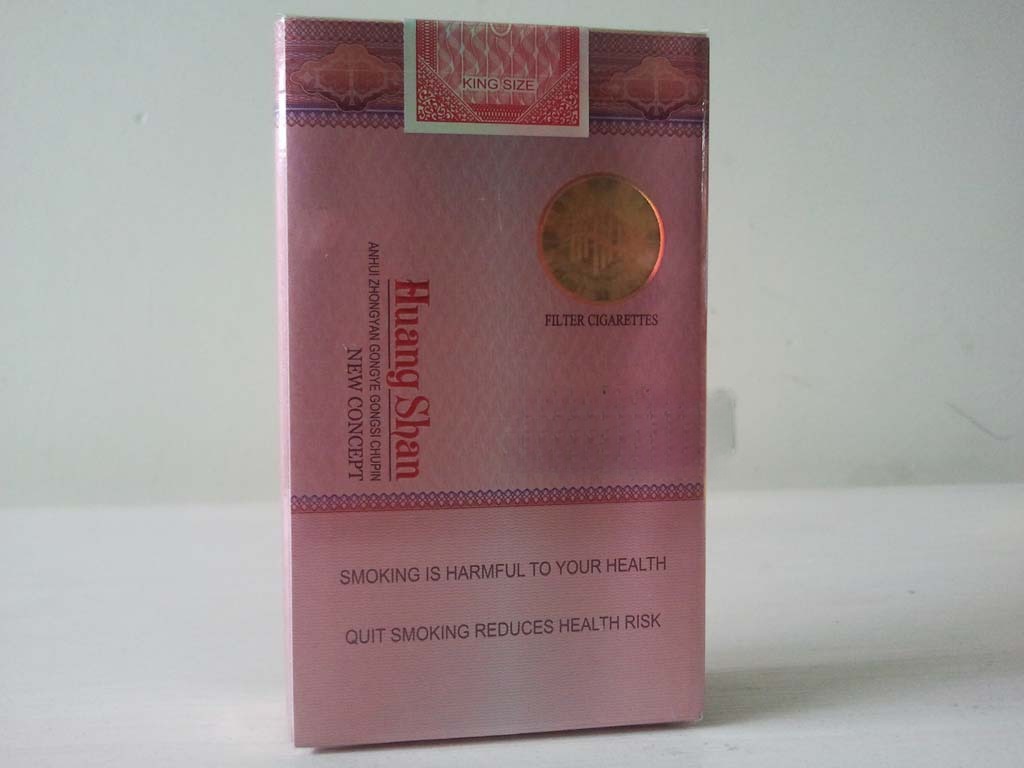 KING SIZE
FILTER CIGARETTES
Huang Shan
ANHUI ZHONGYAN GONGYE GONGSI CHUPIN
NEW CONCEPT
SMOKING IS HARMFUL TO YOUR HEALTH
QUIT SMOKING REDUCES HEALTH RISK